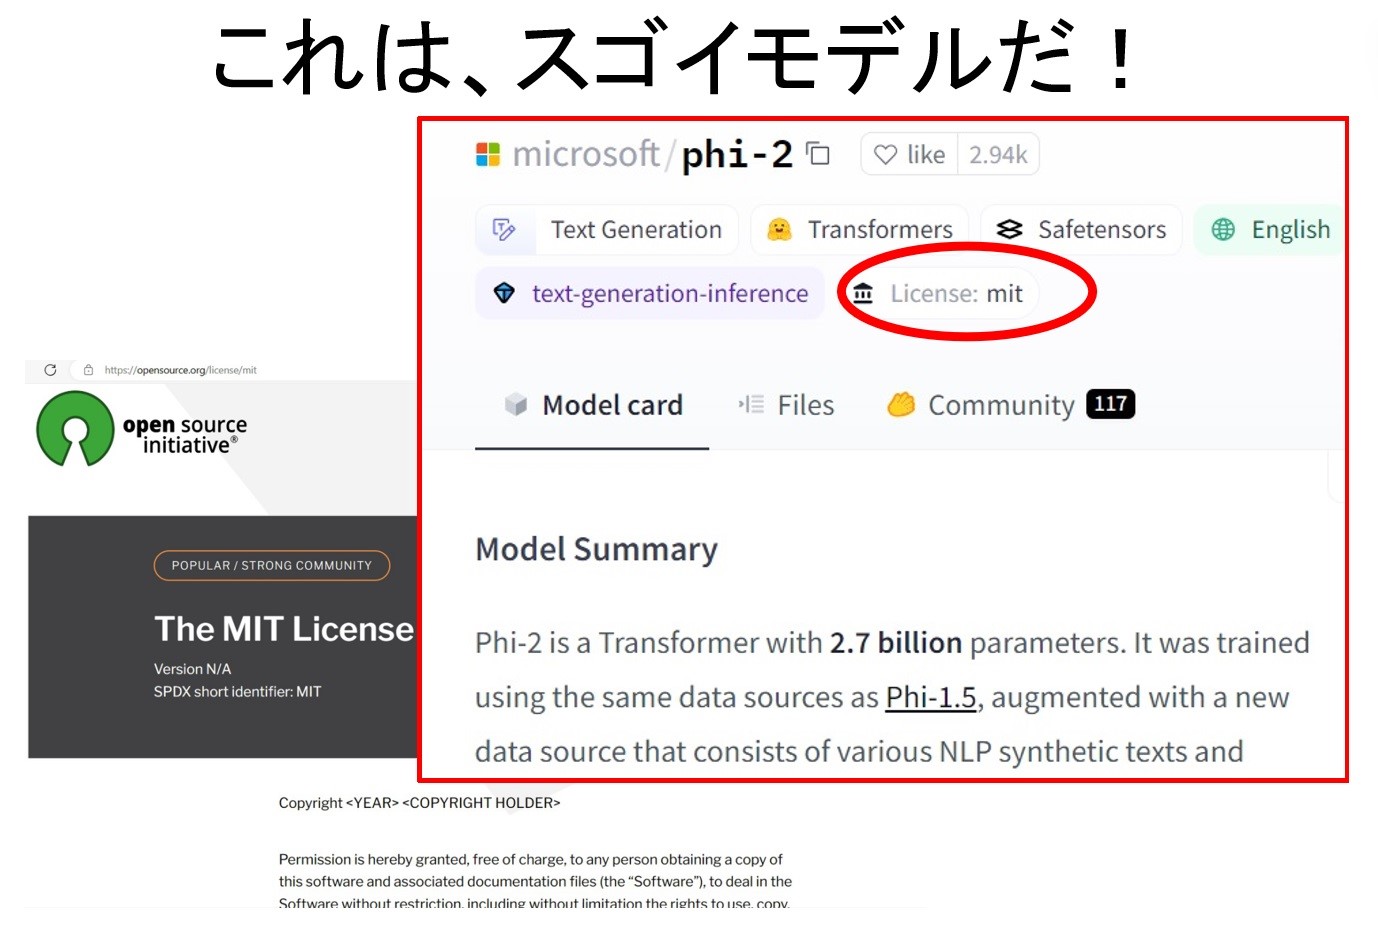 これは、スゴイモデルだ！
microsoft/phi-2 like 2.94k
Text Generation Transformers Safetensors English
text-generation-inference License: mit
Model card Files Community 117
Model Summary
Phi-2 is a Transformer with 2.7 billion parameters. It was trained
using the same data sources as Phi-1.5, augmented with a new
data source that consists of various NLP synthetic texts and
https://opensource.org/license/mit
open source
initiative®
POPULAR / STRONG COMMUNITY
The MIT License
Version N/A
SPDX short identifier: MIT
Copyright <YEAR> <COPYRIGHT HOLDER>
Permission is hereby granted, free of charge, to any person obtaining a copy of
this software and associated documentation files (the “Software”), to deal in the
Software without restriction, including without limitation the rights to use, copy,